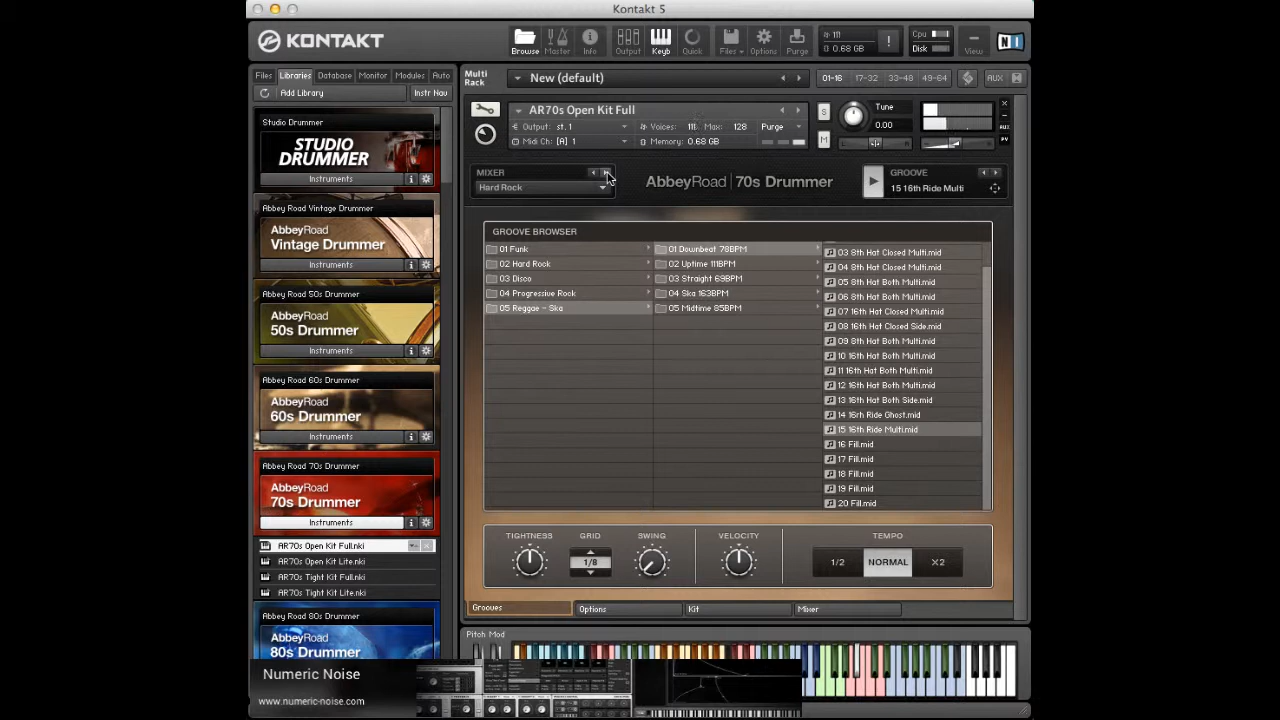 Kontakt 5
KONTAKT
Browse
Master
Info
Output
Keyb
Quick
Files
Options
Purge
111
0.68 GB
!
Cpu
Disk
View
NI
Files
Libraries
Database
Monitor
Modules
Auto
Multi
Rack
New (default)
01-16
17-32
33-48
49-64
AUX
Add Library
Instr Nav
Studio Drummer
STUDIO
DRUMMER
Instruments
Abbey Road Vintage Drummer
AbbeyRoad
Vintage Drummer
Instruments
Abbey Road 50s Drummer
AbbeyRoad
50s Drummer
Instruments
Abbey Road 60s Drummer
AbbeyRoad
60s Drummer
Instruments
Abbey Road 70s Drummer
AbbeyRoad
70s Drummer
Instruments
AR70s Open Kit Full.nki
AR70s Open Kit Lite.nki
AR70s Tight Kit Full.nki
AR70s Tight Kit Lite.nki
Abbey Road 80s Drummer
AbbeyRoad
80s Drummer
AR70s Open Kit Full
Output: st. 1
Voices: 111 Max: 128
Purge
Midi Ch: [A] 1
Memory: 0.68 GB
S
M
Tune
0.00
L
R
AUX
PV
MIXER
Hard Rock
AbbeyRoad | 70s Drummer
GROOVE
15 16th Ride Multi
GROOVE BROWSER
01 Funk
02 Hard Rock
03 Disco
04 Progressive Rock
05 Reggae - Ska
01 Downbeat 78BPM
02 Uptime 111BPM
03 Straight 69BPM
04 Ska 163BPM
05 Midtime 85BPM
03 8th Hat Closed Multi.mid
04 8th Hat Closed Multi.mid
05 8th Hat Both Multi.mid
06 8th Hat Both Multi.mid
07 16th Hat Closed Multi.mid
08 16th Hat Closed Side.mid
09 8th Hat Both Multi.mid
10 16th Hat Both Multi.mid
11 16th Hat Both Multi.mid
12 16th Hat Both Multi.mid
13 16th Hat Both Side.mid
14 16rh Ride Ghost.mid
15 16th Ride Multi.mid
16 Fill.mid
17 Fill.mid
18 Fill.mid
19 Fill.mid
20 Fill.mid
TIGHTNESS
GRID
1/8
SWING
VELOCITY
TEMPO
1/2
NORMAL
X2
Grooves
Options
Kit
Mixer
Pitch Mod
Numeric Noise
www.numeric-noise.com